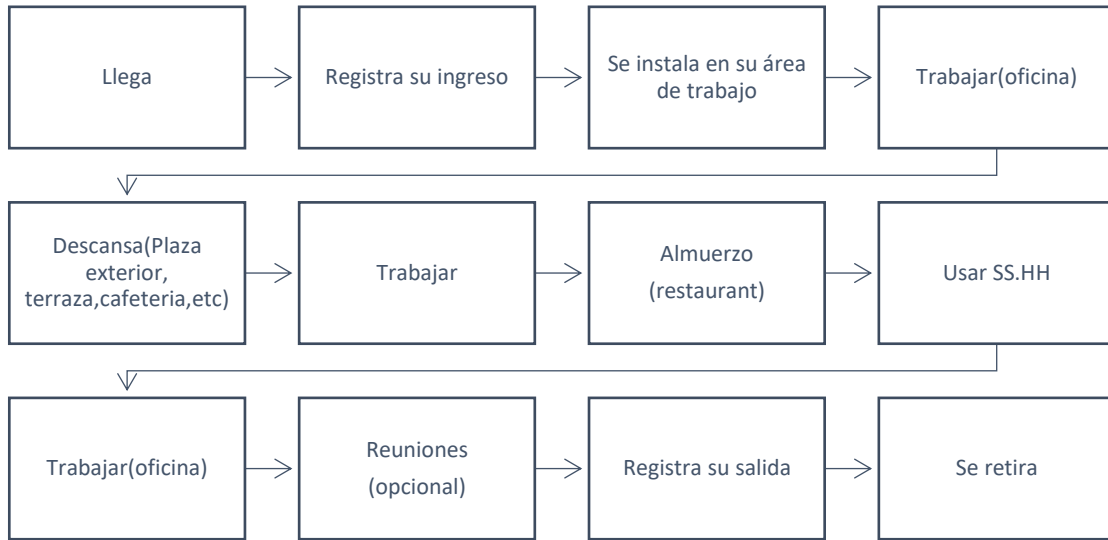 Llega
Registra su ingreso
Se instala en su área
de trabajo
Trabajar(oficina)
Descansa(Plaza
exterior,
terraza,cafeteria,etc)
Trabajar
Almuerzo
(restaurant)
Usar SS.HH
Trabajar(oficina)
Reuniones
(opcional)
Registra su salida
Se retira